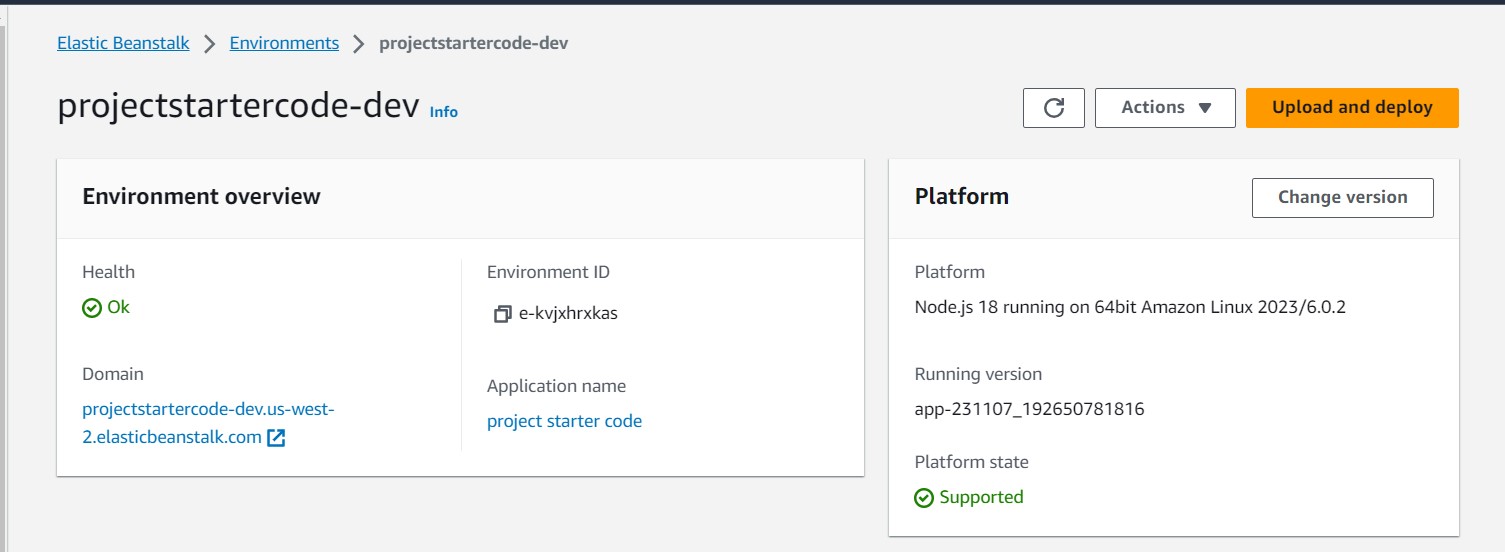 Elastic Beanstalk > Environments > projectstartercode-dev
projectstartercode-dev Info
Actions ▼
Upload and deploy
Environment overview
Health
Ok
Domain
projectstartercode-dev.us-west-
2.elasticbeanstalk.com
Environment ID
e-kvjxhrxkas
Application name
project starter code
Platform
Change version
Platform
Node.js 18 running on 64bit Amazon Linux 2023/6.0.2
Running version
app-231107_192650781816
Platform state
Supported